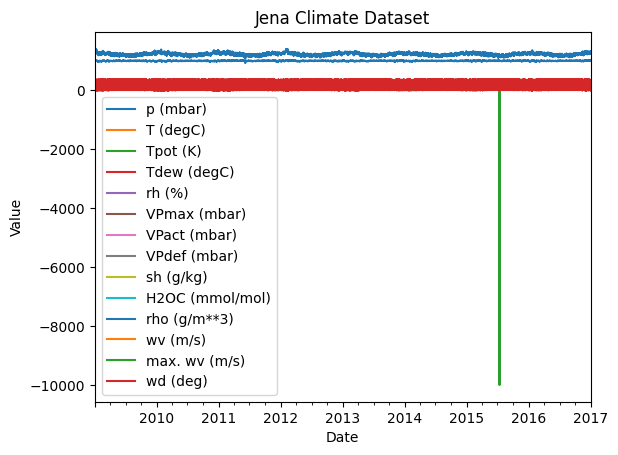 Jena Climate Dataset
Value
0
−2000
−4000
−6000
−8000
−10000
p (mbar)
T (degC)
Tpot (K)
Tdew (degC)
rh (%)
VPmax (mbar)
VPact (mbar)
VPdef (mbar)
sh (g/kg)
H2OC (mmol/mol)
rho (g/m**3)
wv (m/s)
max. wv (m/s)
wd (deg)
2010 2011 2012 2013 2014 2015 2016 2017
Date